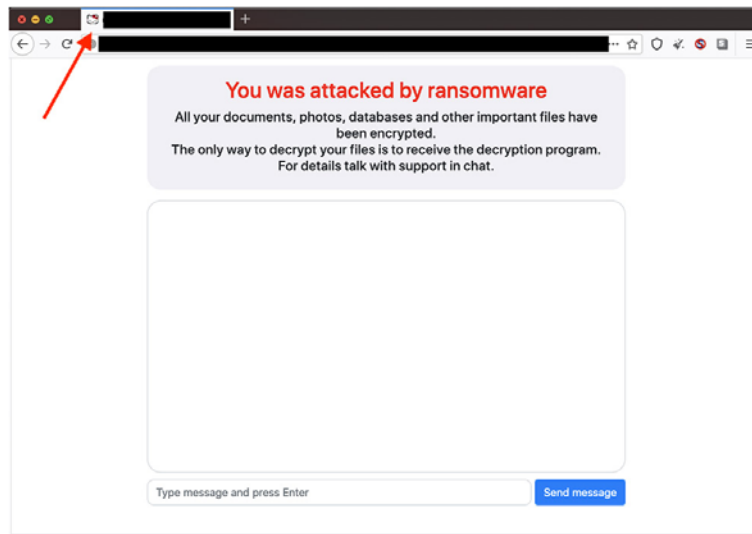 You was attacked by ransomware
All your documents, photos, databases and other important files have
been encrypted.
The only way to decrypt your files is to receive the decryption program.
For details talk with support in chat.
Type message and press Enter
Send message